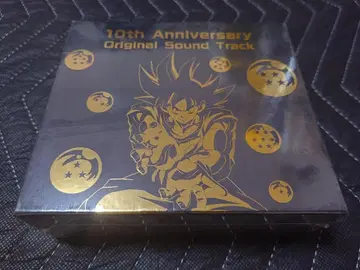 10th Anniversary
Original Sound Track